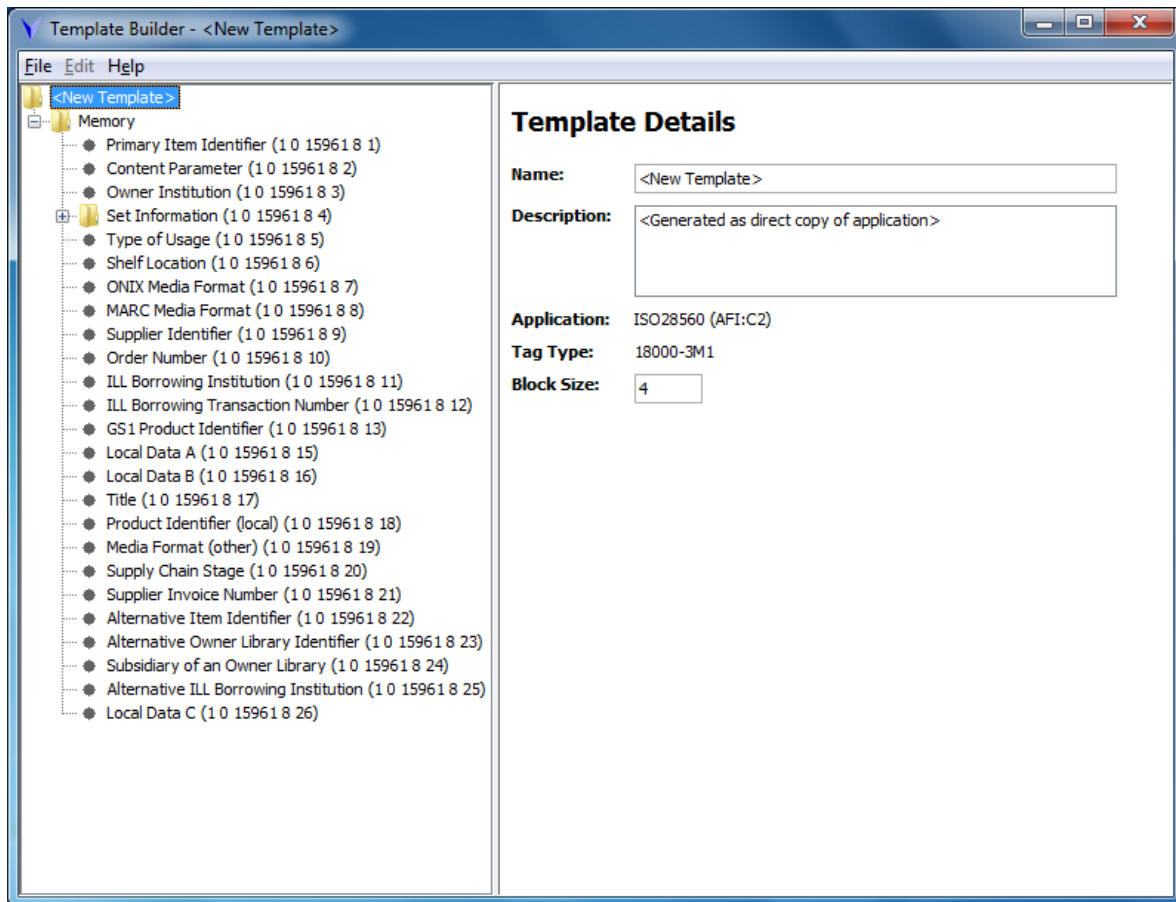 Template Builder - <New Template>
File Edit Help
<New Template>
Memory
Primary Item Identifier (1 0 15961 8 1)
Content Parameter (1 0 15961 8 2)
Owner Institution (1 0 15961 8 3)
Set Information (1 0 15961 8 4)
Type of Usage (1 0 15961 8 5)
Shelf Location (1 0 15961 8 6)
ONIX Media Format (1 0 15961 8 7)
MARC Media Format (1 0 15961 8 8)
Supplier Identifier (1 0 15961 8 9)
Order Number (1 0 15961 8 10)
ILL Borrowing Institution (1 0 15961 8 11)
ILL Borrowing Transaction Number (1 0 15961 8 12)
GS1 Product Identifier (1 0 15961 8 13)
Local Data A (1 0 15961 8 15)
Local Data B (1 0 15961 8 16)
Title (1 0 15961 8 17)
Product Identifier (local) (1 0 15961 8 18)
Media Format (other) (1 0 15961 8 19)
Supply Chain Stage (1 0 15961 8 20)
Supplier Invoice Number (1 0 15961 8 21)
Alternative Item Identifier (1 0 15961 8 22)
Alternative Owner Library Identifier (1 0 15961 8 23)
Subsidiary of an Owner Library (1 0 15961 8 24)
Alternative ILL Borrowing Institution (1 0 15961 8 25)
Local Data C (1 0 15961 8 26)
Template Details
Name: <New Template>
Description: <Generated as direct copy of application>
Application: ISO28560 (AFI:C2)
Tag Type: 18000-3M1
Block Size: 4